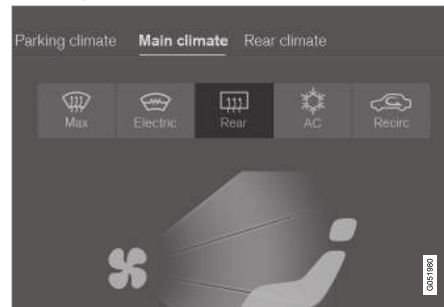 Parking climate Main climate Rear climate
Max Electric Rear AC Recirc
G051980